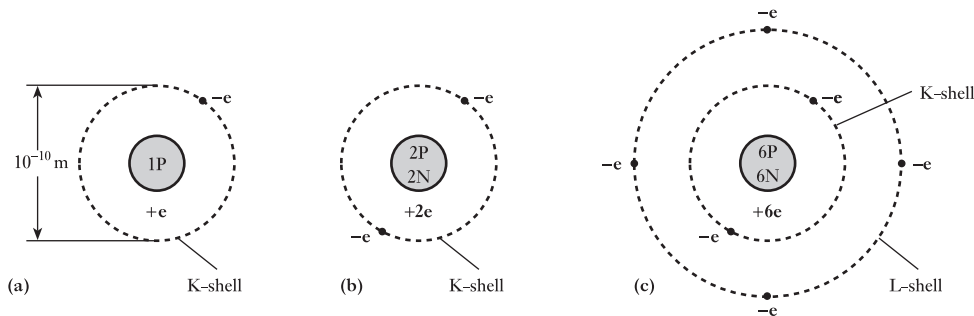 10⁻¹⁰ m
1P
+e
–e
K–shell
(a)
2P
2N
+2e
–e
–e
K–shell
(b)
6P
6N
+6e
–e
–e
–e
–e
–e
–e
K–shell
L–shell
(c)